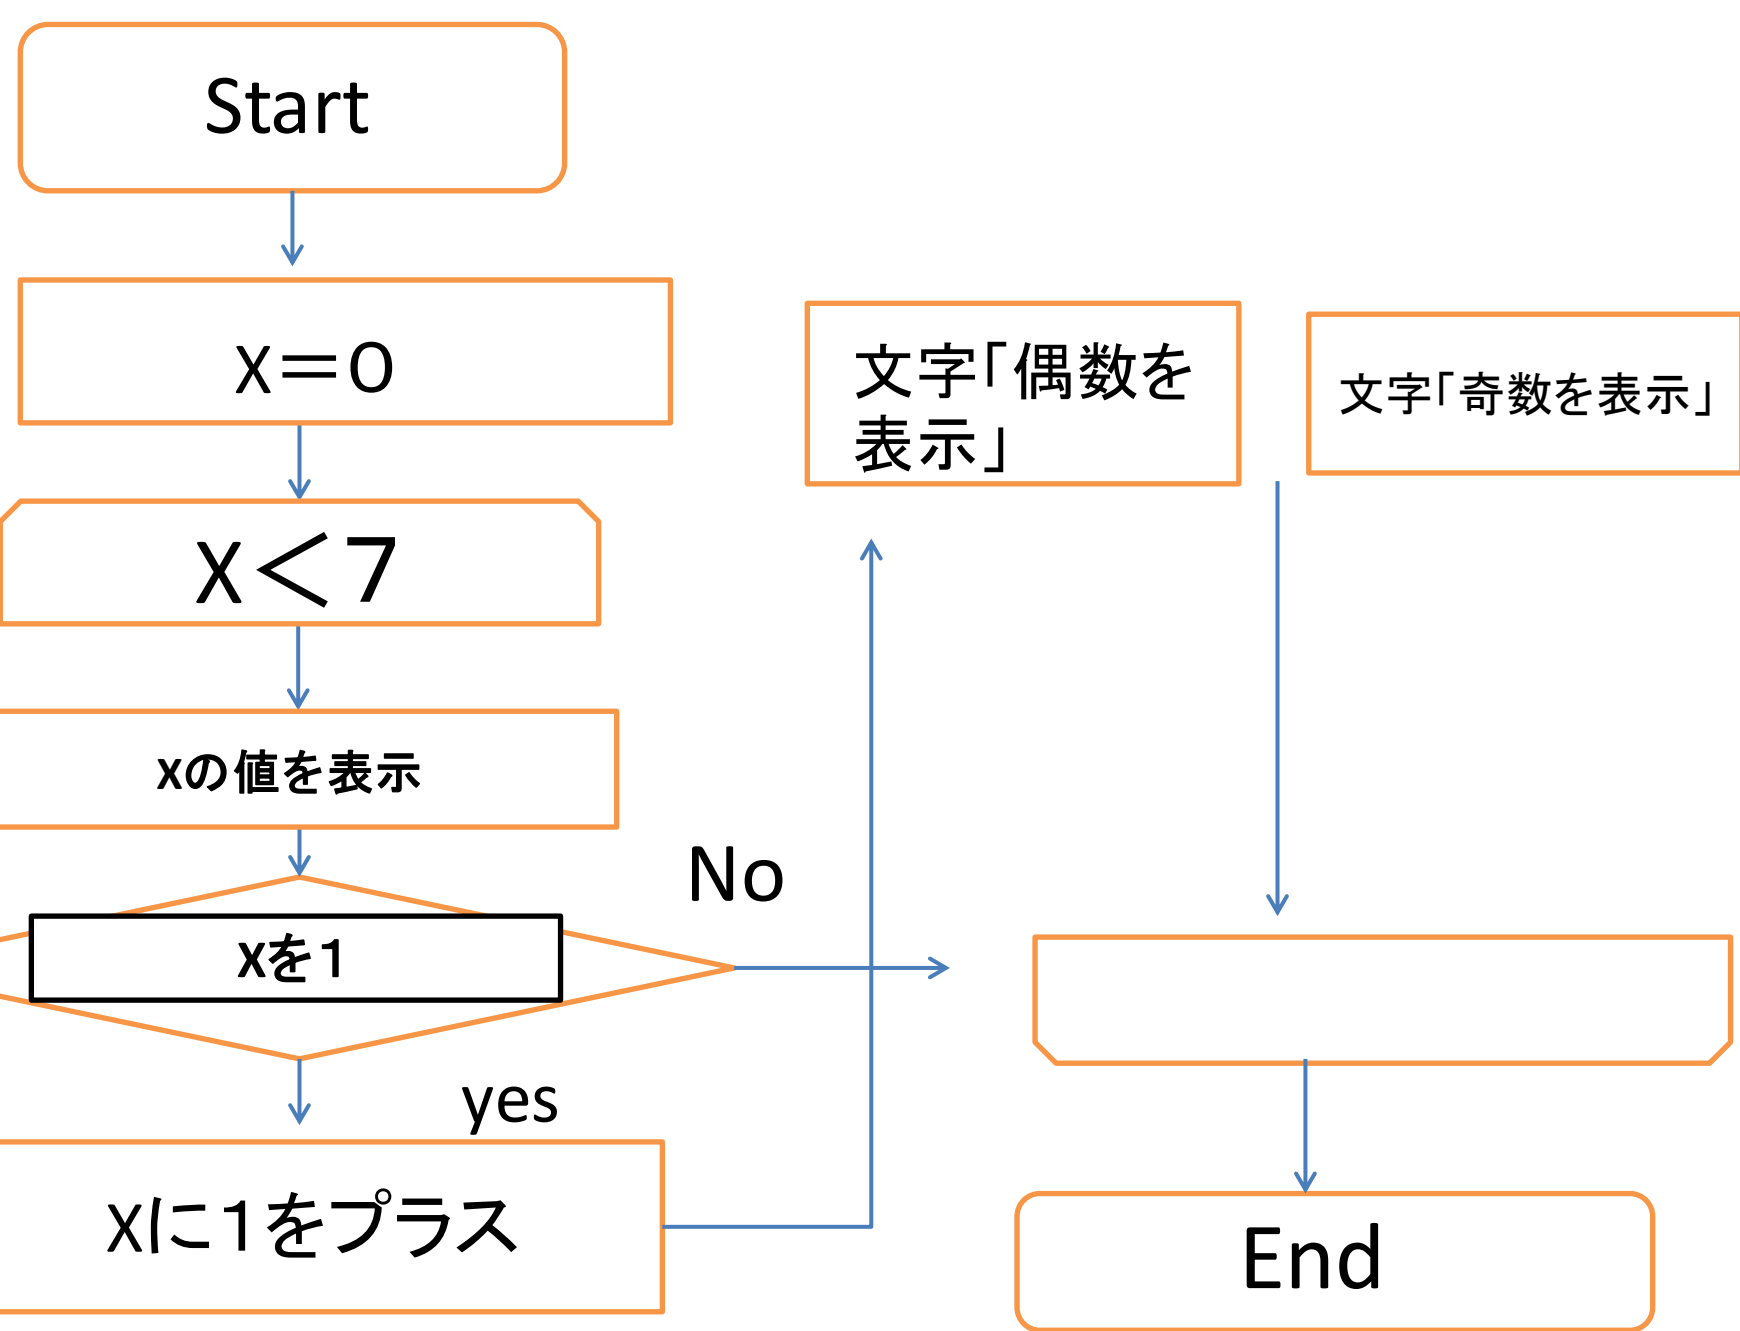 Start
x＝0
x＜7
xの値を表示
xを1
No
yes
xに1をプラス
文字「偶数を
表示」
文字「奇数を表示」
End